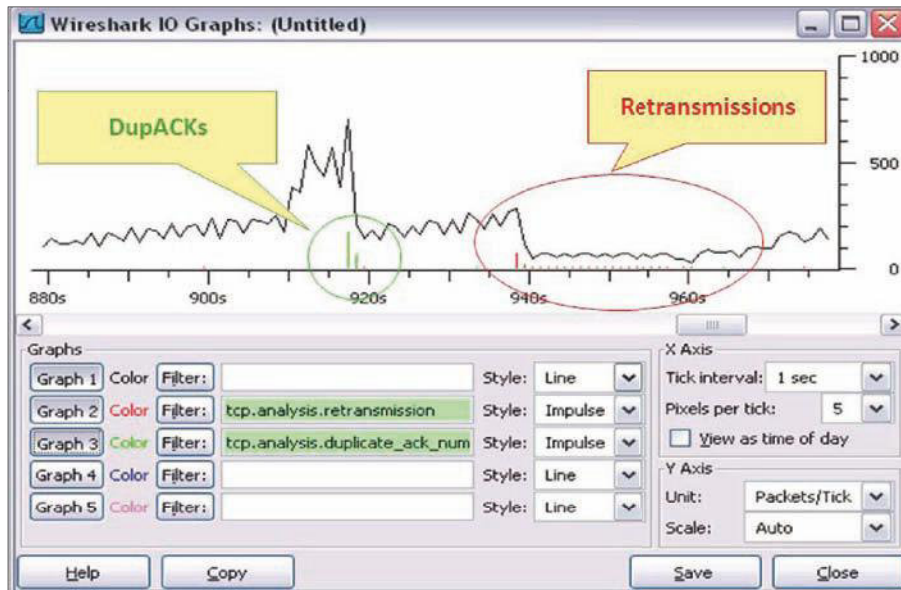 Wireshark IO Graphs: (Untitled)
DupACKs
Retransmissions
1000
500
0
880s 900s 920s 940s 960s
Graphs
Graph 1 Color Filter: Style: Line
Graph 2 Color Filter: tcp.analysis.retransmission Style: Impulse
Graph 3 Color Filter: tcp.analysis.duplicate_ack_num Style: Impulse
Graph 4 Color Filter: Style: Line
Graph 5 Color Filter: Style: Line
X Axis
Tick interval: 1 sec
Pixels per tick: 5
View as time of day
Y Axis
Unit: Packets/Tick
Scale: Auto
Help Copy Save Close